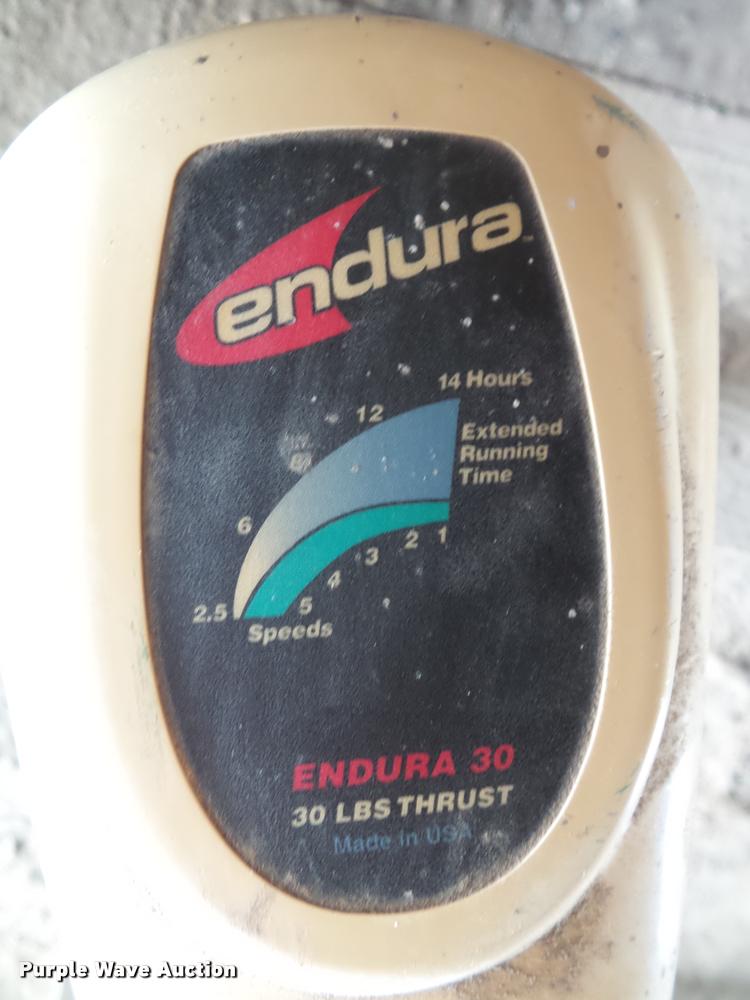 endura™
14 Hours
12
Extended
Running
Time
6
2.5
5
4
3
2
1
Speeds
ENDURA 30
30 LBS THRUST
Made in USA
Purple Wave Auction